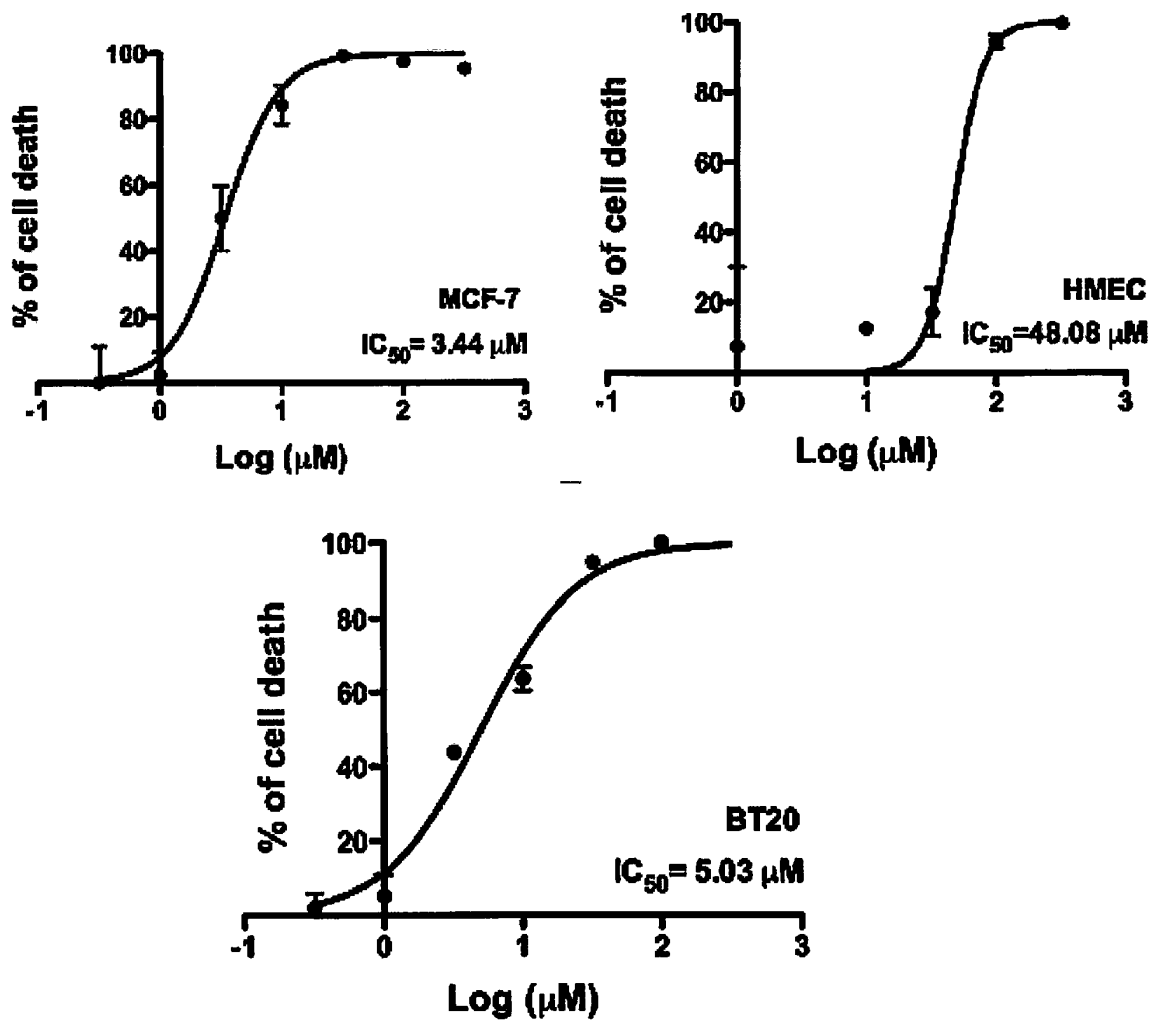 % of cell death
100
80
60
40
20
-1 0 1 2 3
Log (μM)
MCF-7
IC50= 3.44 μM
% of cell death
100
80
60
40
20
-1 0 1 2 3
Log (μM)
HMEC
IC50=48.08 μM
% of cell death
100
80
60
40
20
-1 0 1 2 3
Log (μM)
BT20
IC50= 5.03 μM